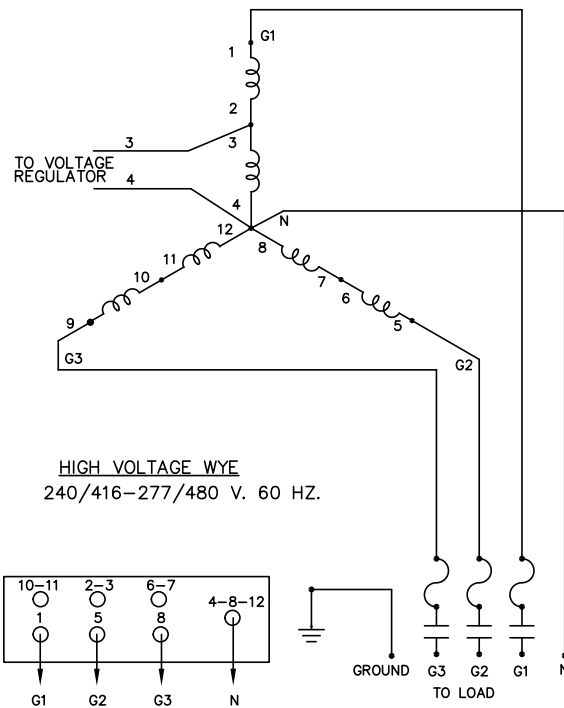 G1
1
2
3
3
TO VOLTAGE
REGULATOR
4
4
N
12
8
11
7
10
6
9
5
G3
G2
HIGH VOLTAGE WYE
240/416-277/480 V. 60 HZ.
10-11 2-3 6-7
4-8-12
1 5 8
G1 G2 G3 N
GROUND G3 G2 G1 N
TO LOAD